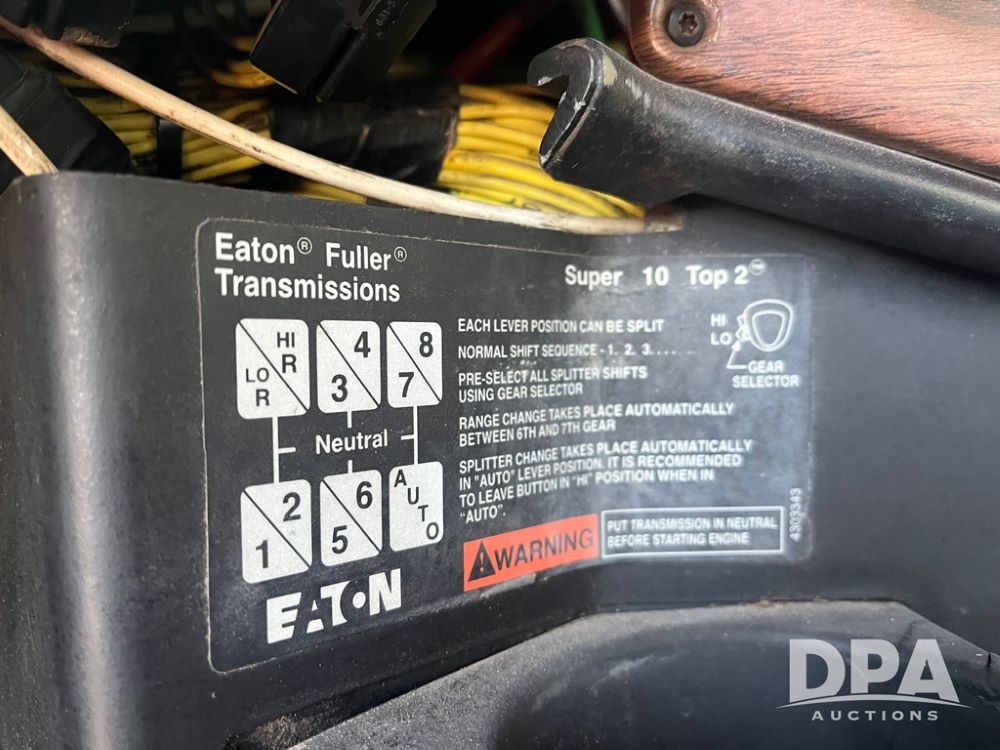 Eaton® Fuller®
Transmissions
Super 10 Top 2™
HI
R
LO
R
4
3
8
7
Neutral
2
1
6
5
AUTO
EACH LEVER POSITION CAN BE SPLIT
NORMAL SHIFT SEQUENCE - 1. 2. 3. . . . .
PRE-SELECT ALL SPLITTER SHIFTS
USING GEAR SELECTOR
RANGE CHANGE TAKES PLACE AUTOMATICALLY
BETWEEN 6TH AND 7TH GEAR
SPLITTER CHANGE TAKES PLACE AUTOMATICALLY
IN "AUTO" LEVER POSITION. IT IS RECOMMENDED
TO LEAVE BUTTON IN "HI" POSITION WHEN IN
"AUTO".
HI
LO
GEAR
SELECTOR
WARNING
PUT TRANSMISSION IN NEUTRAL
BEFORE STARTING ENGINE
4303343
EATON
DPA
AUCTIONS